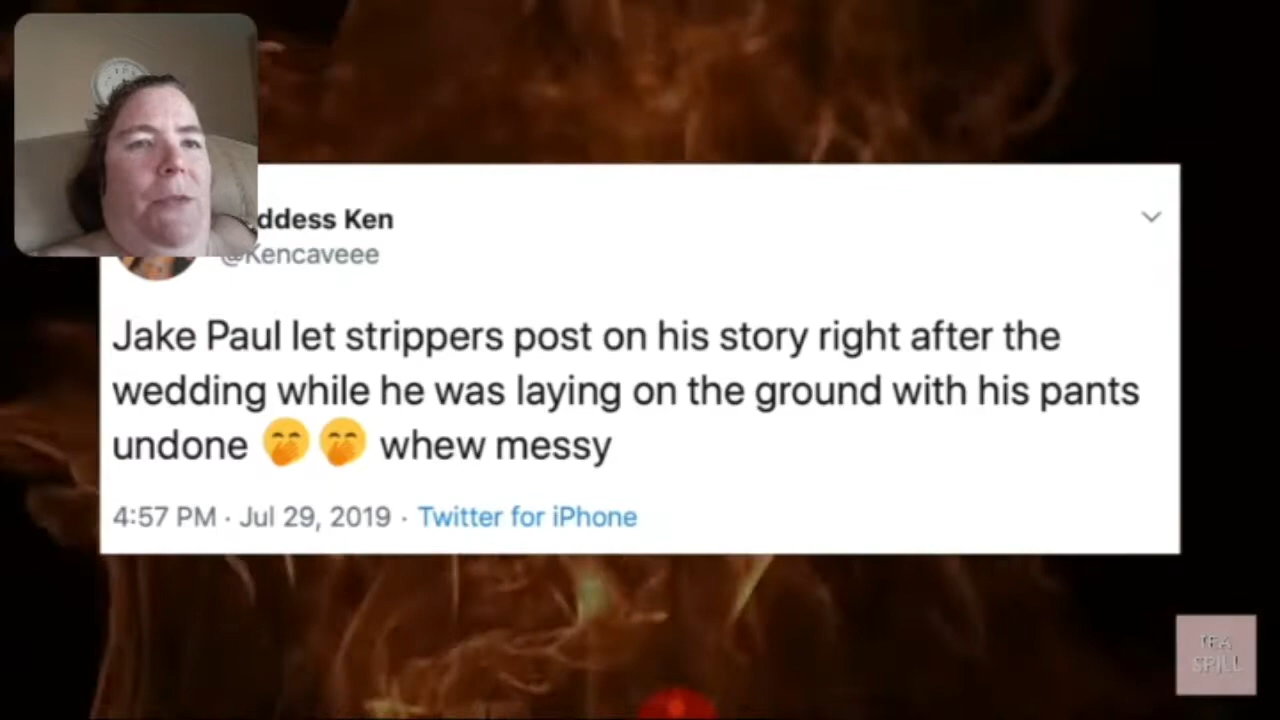 ddess Ken
@Kencaveee
Jake Paul let strippers post on his story right after the
wedding while he was laying on the ground with his pants
undone 🤭🤭 whew messy
4:57 PM · Jul 29, 2019 · Twitter for iPhone
TEA
SPILL